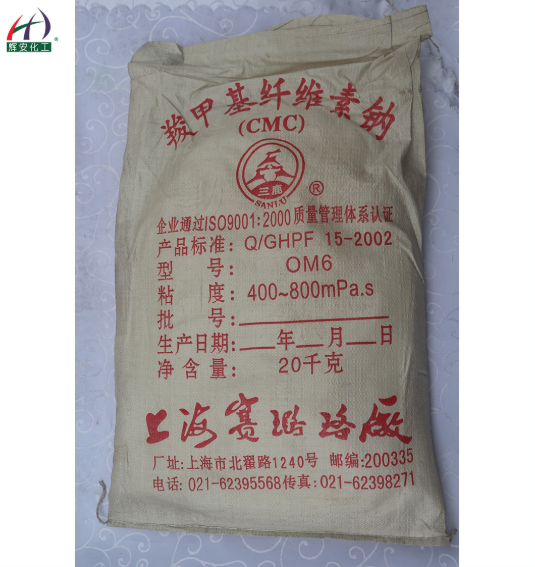 辉安化工®
羧甲基纤维素钠
(CMC)
三鹿
SANLU®
企业通过ISO9001:2000质量管理体系认证
产品标准: Q/GHPF 15-2002
型 号: OM6
粘 度: 400~800mPa.s
批 号:
生产日期: 年 月 日
净含量: 20千克
上海赛璐珞厂
厂址:上海市北翟路1240号 邮编:200335
电话: 021-62395568传真:021-62398271